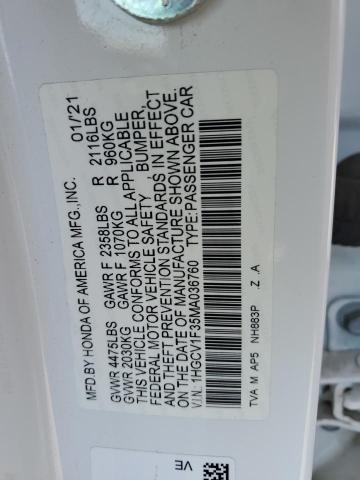 MFD.BY HONDA OF AMERICA MFG.,INC. 01/'21
GVWR 4475LBS GAWR F 2358LBS R 2116LBS
GVWR 2030KG GAWR F 1070KG R 960KG
THIS VEHICLE CONFORMS TO ALL APPLICABLE
FEDERAL MOTOR VEHICLE SAFETY , BUMPER,
AND THEFT PREVENTION STANDARDS IN EFFECT
ON THE DATE OF MANUFACTURE SHOWN ABOVE.
V.I.N. 1HGCV1F35MA036760 TYPE:PASSENGER CAR
TVA M AP5 NH883P .Z .A
VE